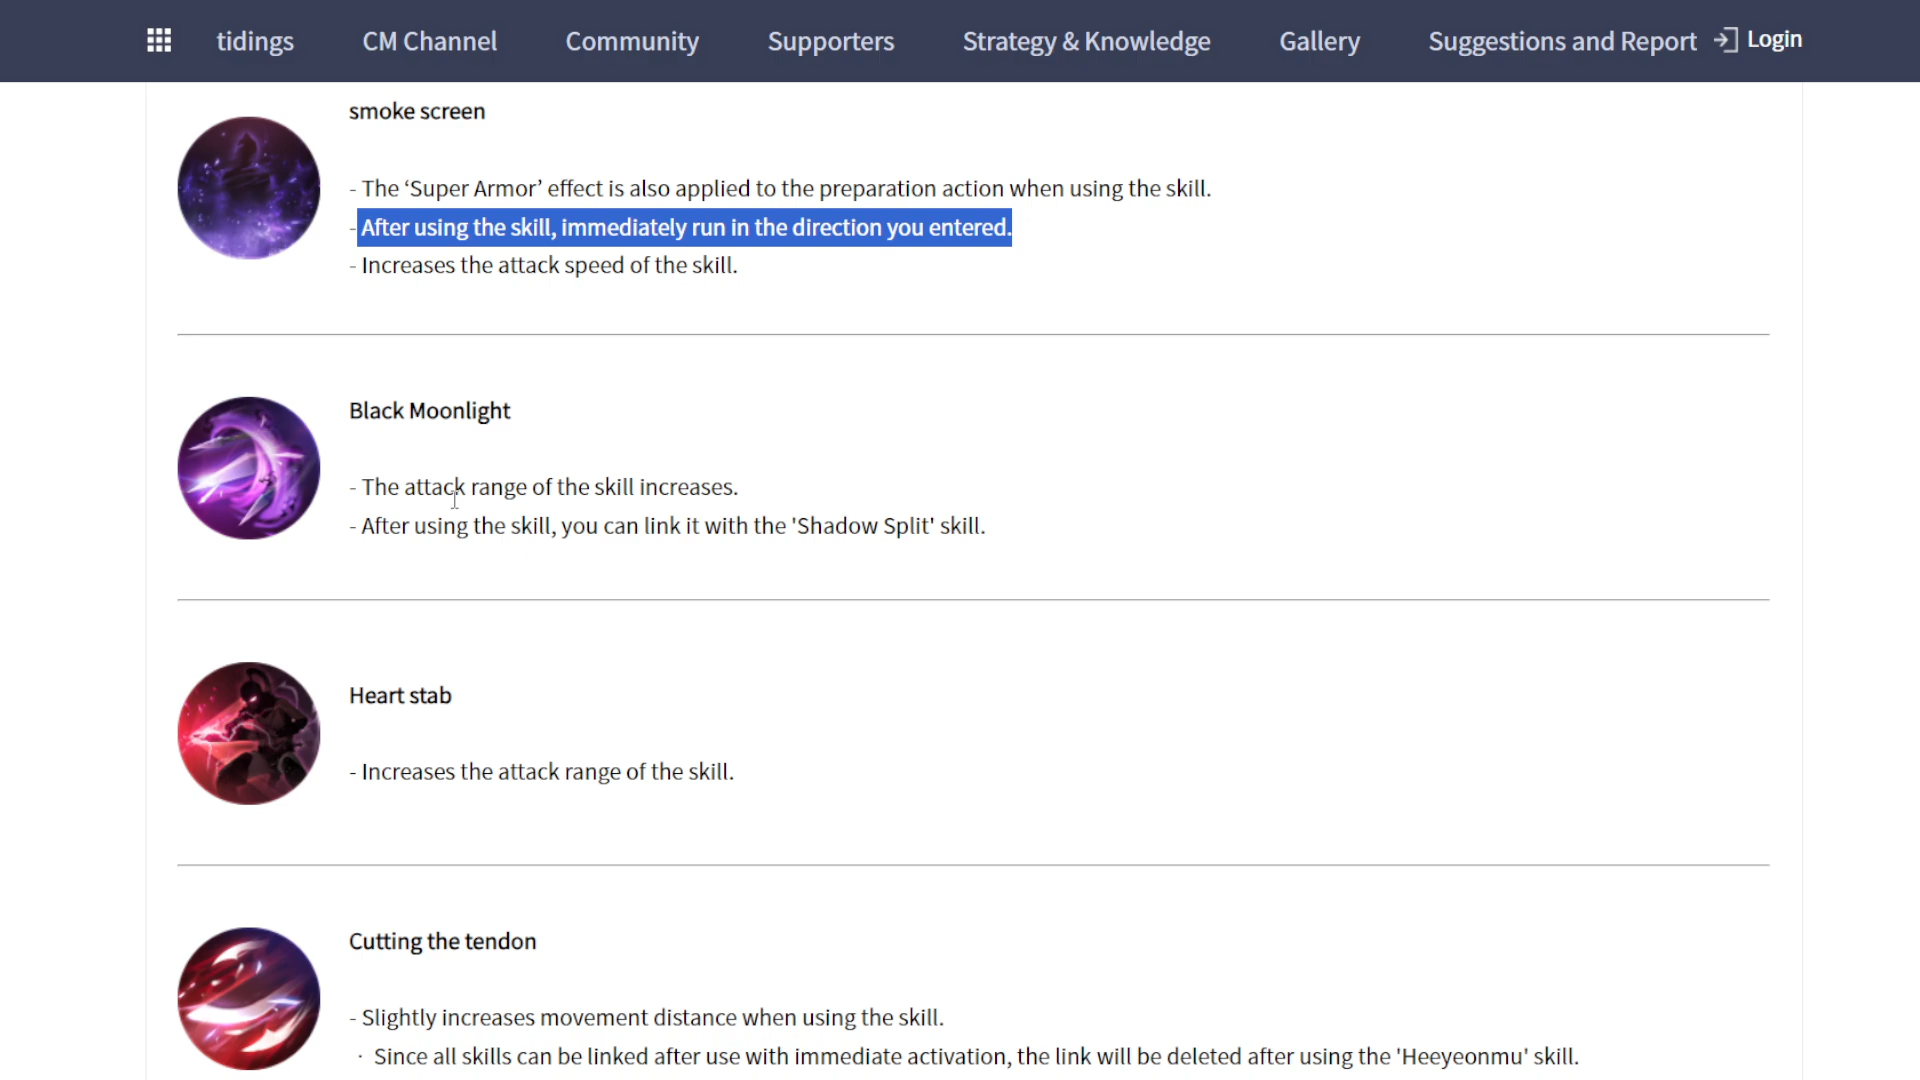 tidings
CM Channel
Community
Supporters
Strategy & Knowledge
Gallery
Suggestions and Report
Login
smoke screen
- The ‘Super Armor’ effect is also applied to the preparation action when using the skill.
- After using the skill, immediately run in the direction you entered.
- Increases the attack speed of the skill.
Black Moonlight
- The attack range of the skill increases.
- After using the skill, you can link it with the 'Shadow Split' skill.
Heart stab
- Increases the attack range of the skill.
Cutting the tendon
- Slightly increases movement distance when using the skill.
· Since all skills can be linked after use with immediate activation, the link will be deleted after using the 'Heeyeonmu' skill.